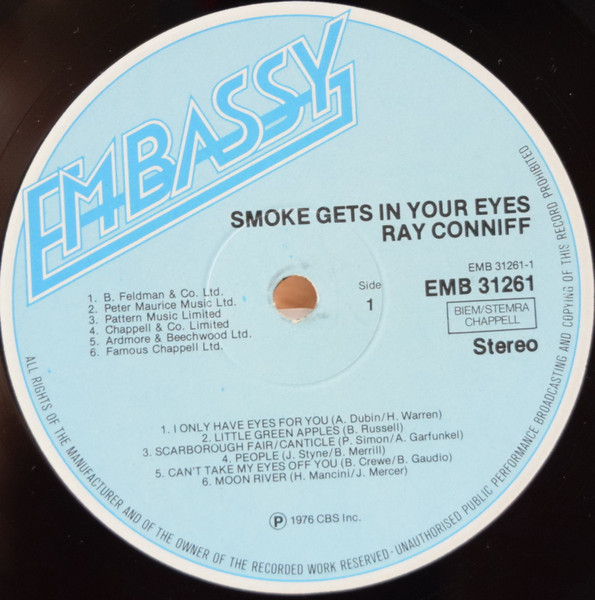 EMBASSY
SMOKE GETS IN YOUR EYES
RAY CONNIFF
1. B. Feldman & Co. Ltd.
2. Peter Maurice Music Ltd.
3. Pattern Music Limited
4. Chappell & Co. Limited
5. Ardmore & Beechwood Ltd.
6. Famous Chappell Ltd.
Side
1
EMB 31261-1
EMB 31261
BIEM/STEMRA
CHAPPELL
Stereo
1. I ONLY HAVE EYES FOR YOU (A. Dubin/H. Warren)
2. LITTLE GREEN APPLES (B. Russell)
3. SCARBOROUGH FAIR/CANTICLE (P. Simon/A. Garfunkel)
4. PEOPLE (J. Styne/B. Merrill)
5. CAN'T TAKE MY EYES OFF YOU (B. Crewe/B. Gaudio)
6. MOON RIVER (H. Mancini/J. Mercer)
Ⓟ 1976 CBS Inc.
ALL RIGHTS OF THE MANUFACTURER AND OF THE OWNER OF THE RECORDED WORK RESERVED-UNAUTHORISED PUBLIC PERFORMANCE BROADCASTING AND COPYING OF THIS RECORD PROHIBITED